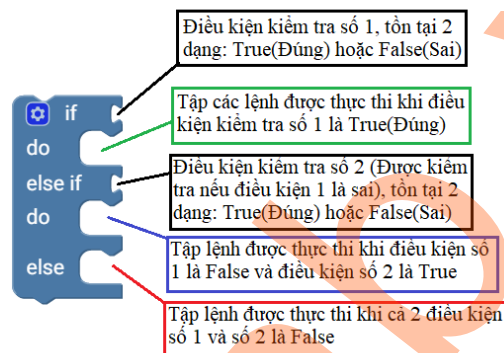 Điều kiện kiểm tra số 1, tồn tại 2
dạng: True(Đúng) hoặc False(Sai)
if
Tập các lệnh được thực thi khi điều
kiện kiểm tra số 1 là True(Đúng)
do
Điều kiện kiểm tra số 2 (Được kiểm
tra nếu điều kiện 1 là sai), tồn tại 2
dạng: True(Đúng) hoặc False(Sai)
else if
do
Tập lệnh được thực thi khi điều kiện số
1 là False và điều kiện số 2 là True
else
Tập lệnh được thực thi khi cả 2 điều kiện
số 1 và số 2 là False